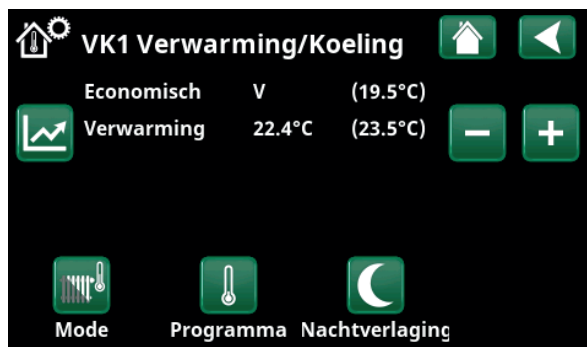 VK1 Verwarming/Koeling
Economisch V (19.5°C)
Verwarming 22.4°C (23.5°C)
Mode Programma Nachtverlaging